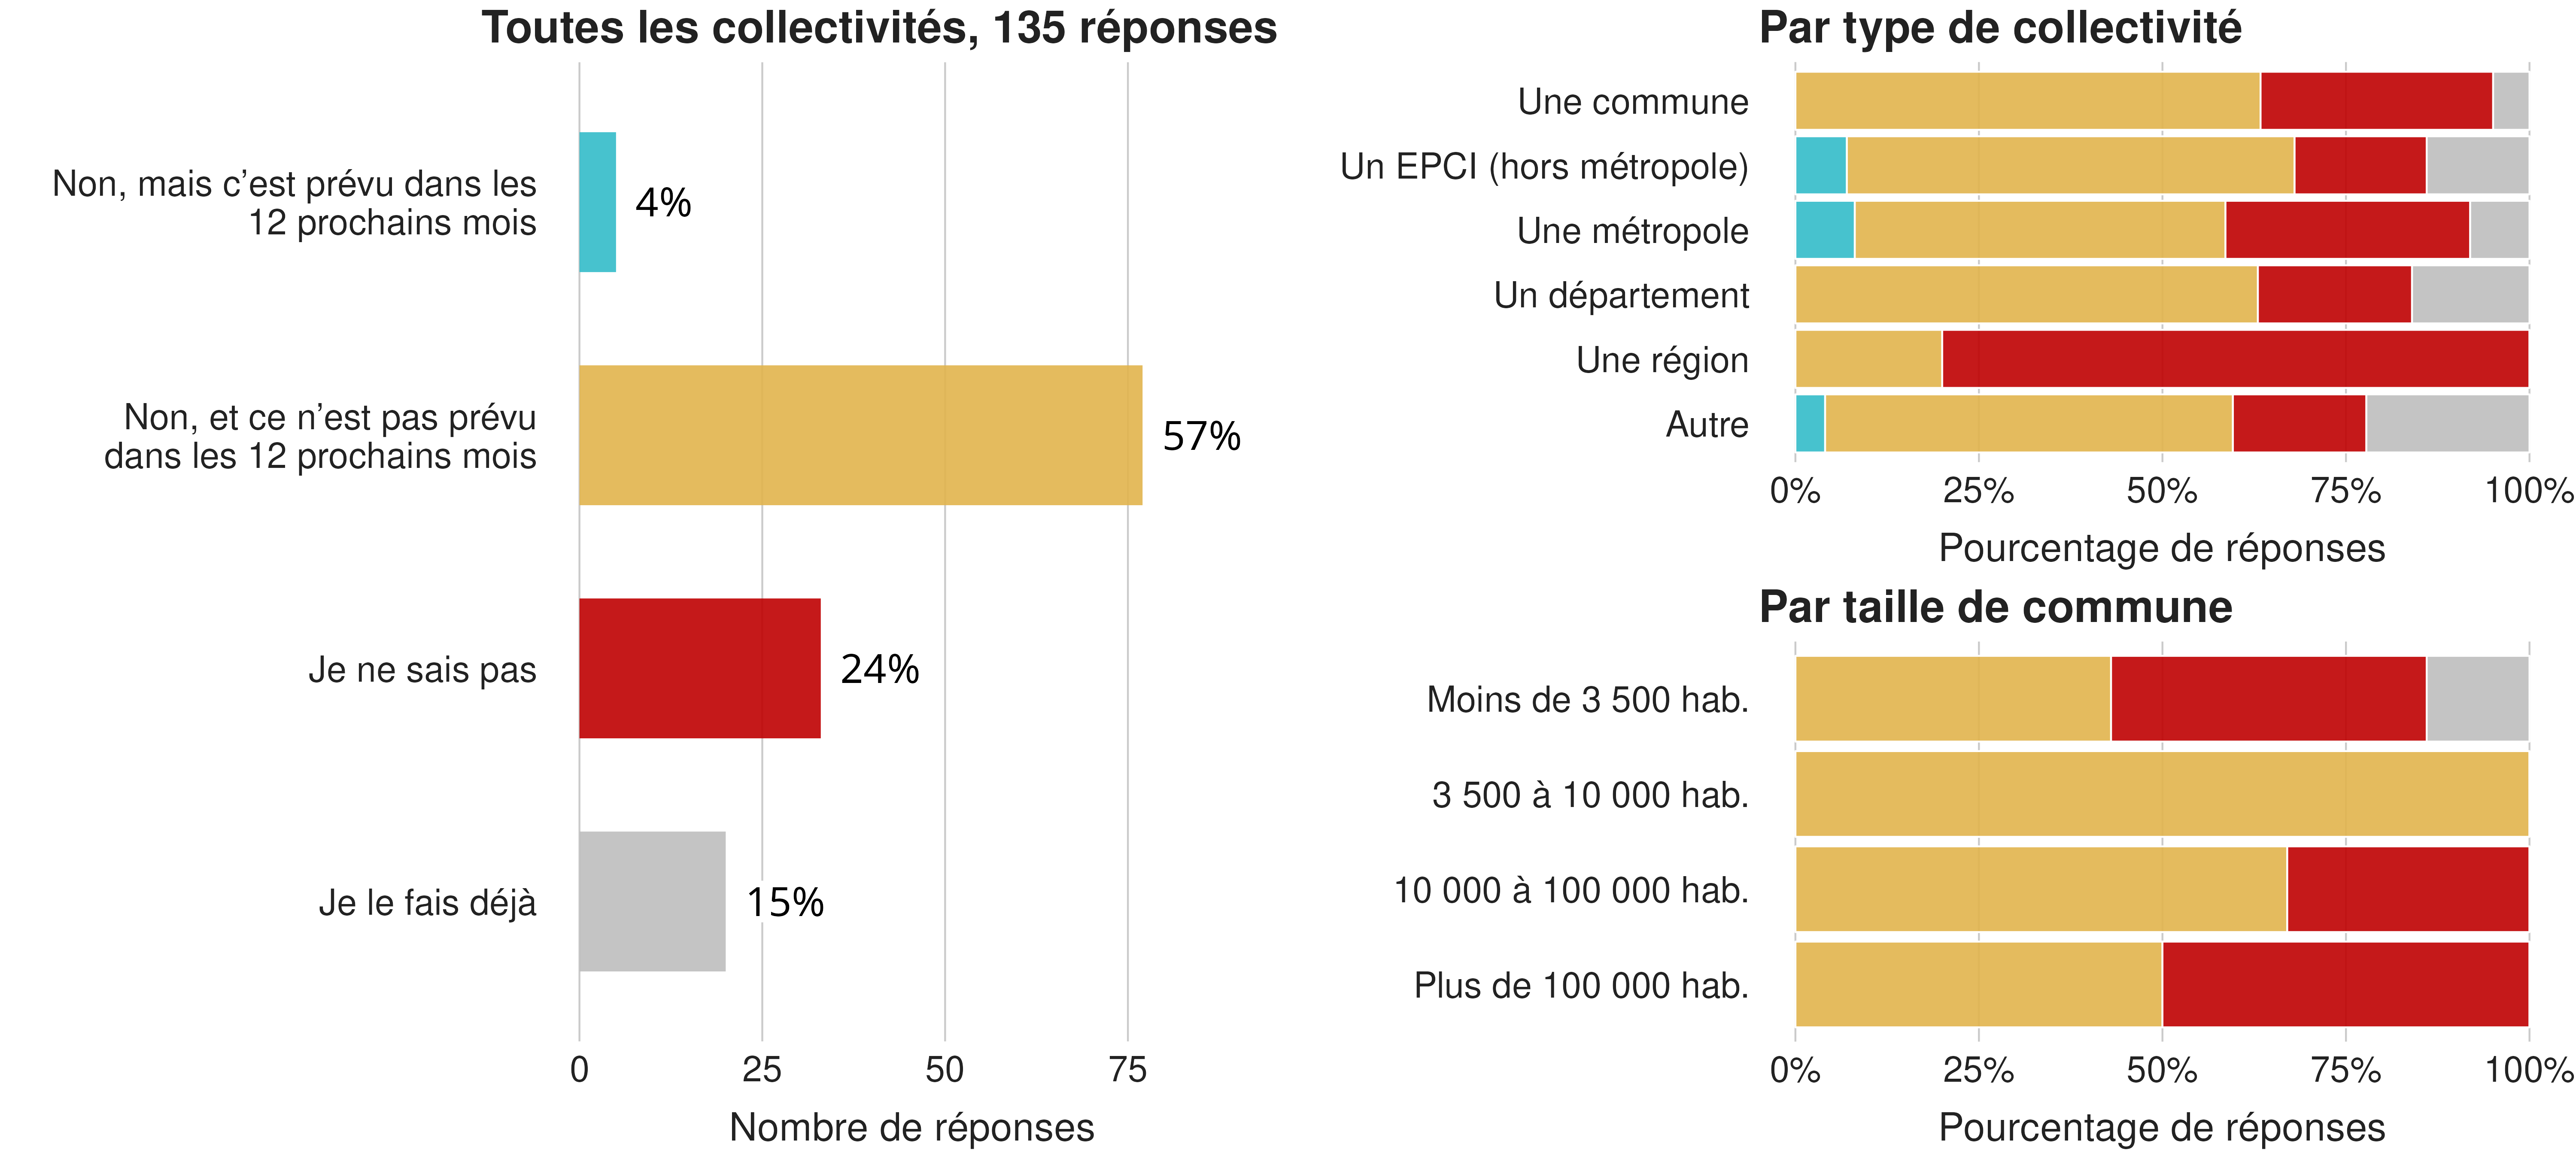 Toutes les collectivités, 135 réponses
Non, mais c’est prévu dans les
12 prochains mois
4%
Non, et ce n’est pas prévu
dans les 12 prochains mois
57%
Je ne sais pas
24%
Je le fais déjà
15%
0 25 50 75
Nombre de réponses
Par type de collectivité
Une commune
Un EPCI (hors métropole)
Une métropole
Un département
Une région
Autre
0% 25% 50% 75% 100%
Pourcentage de réponses
Par taille de commune
Moins de 3 500 hab.
3 500 à 10 000 hab.
10 000 à 100 000 hab.
Plus de 100 000 hab.
0% 25% 50% 75% 100%
Pourcentage de réponses